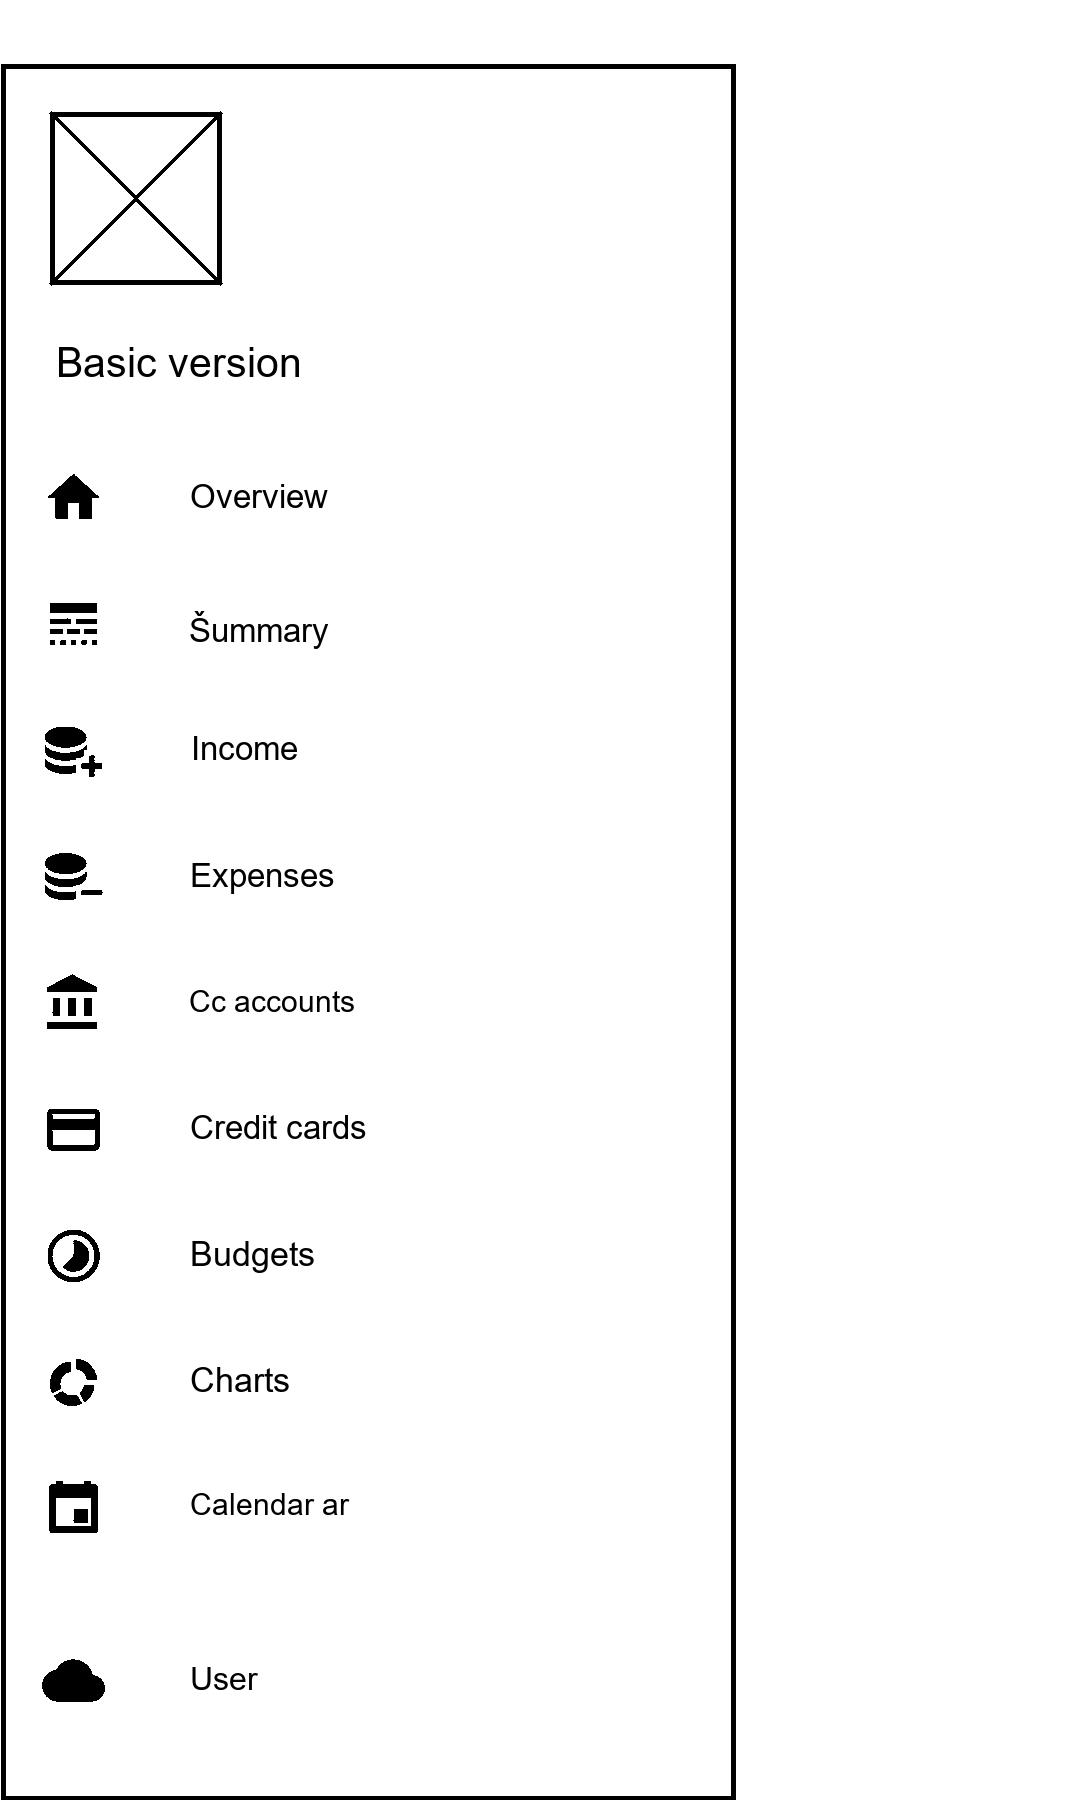 Basic version
Overview
Šummary
Income
Expenses
Cc accounts
Credit cards
Budgets
Charts
Calendar ar
User